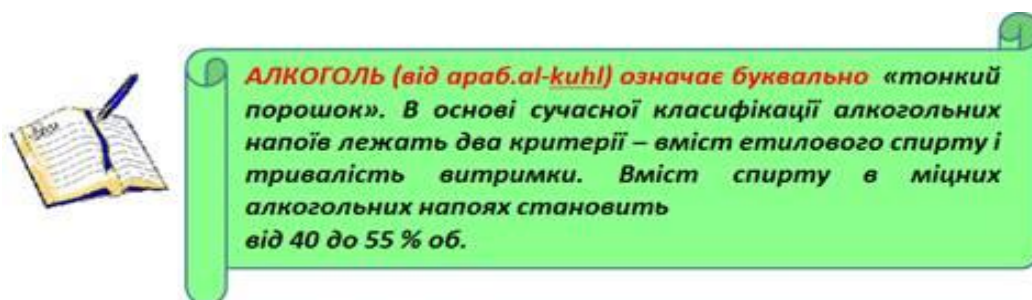 АЛКОГОЛЬ (від араб.al-kuhl) означає буквально «тонкий
порошок». В основі сучасної класифікації алкогольних
напоїв лежать два критерії – вміст етилового спирту і
тривалість витримки. Вміст спирту в міцних
алкогольних напоях становить
від 40 до 55 % об.